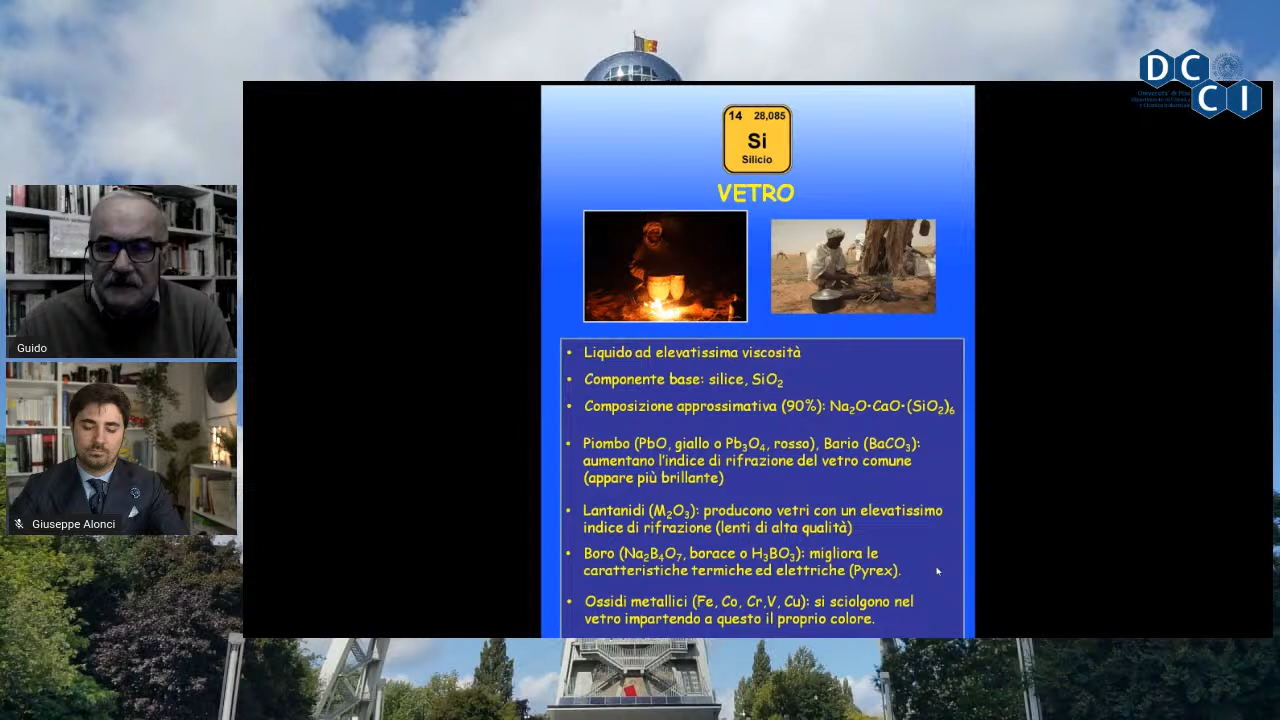 D C
C I
14 28,085
Si
Silicio
VETRO
• Liquido ad elevatissima viscosità
• Componente base: silice, SiO₂
• Composizione approssimativa (90%): Na₂O·CaO·(SiO₂)₆
• Piombo (PbO, giallo o Pb₃O₄, rosso), Bario (BaCO₃):
aumentano l'indice di rifrazione del vetro comune
(appare più brillante)
• Lantanidi (M₂O₃): producono vetri con un elevatissimo
indice di rifrazione (lenti di alta qualità)
• Boro (Na₂B₄O₇, borace o H₃BO₃): migliora le
caratteristiche termiche ed elettriche (Pyrex).
• Ossidi metallici (Fe, Co, Cr,V, Cu): si sciolgono nel
vetro impartendo a questo il proprio colore.
Guido
Giuseppe Alonci